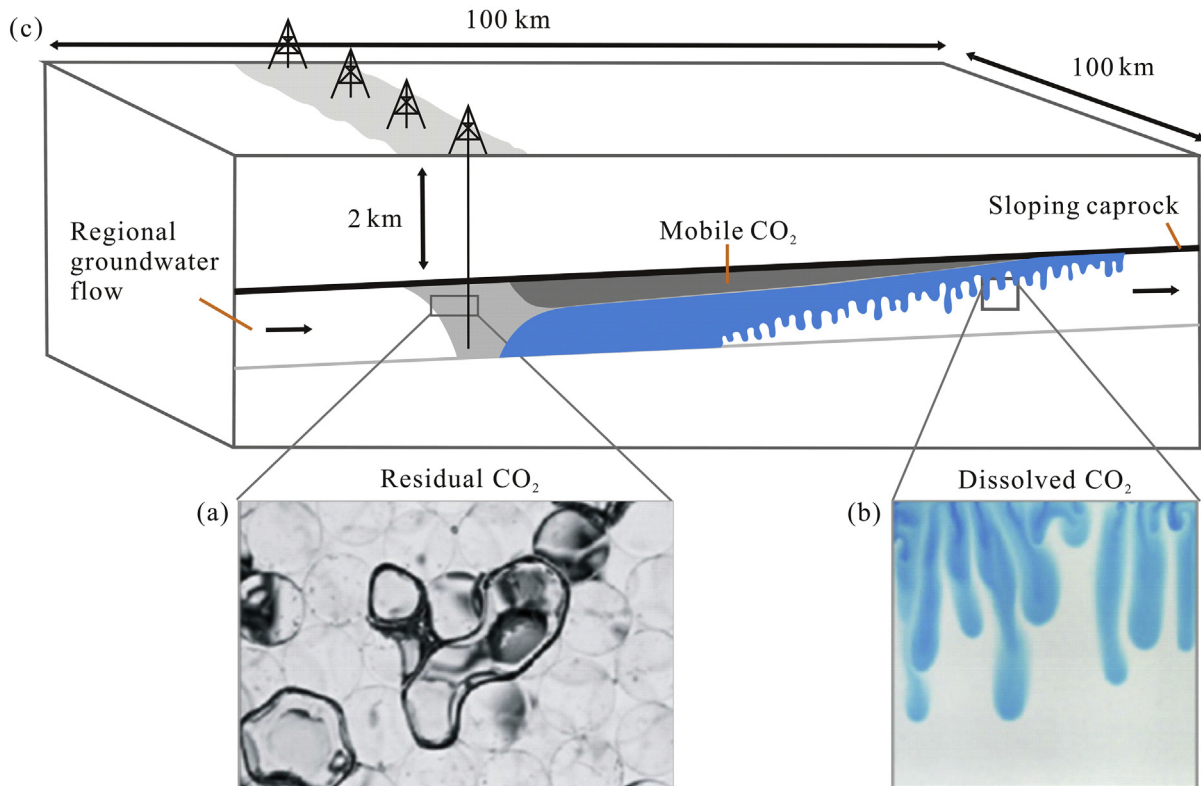 (c)
100 km
100 km
2 km
Regional
groundwater
flow
Mobile CO₂
Sloping caprock
Residual CO₂
(a)
Dissolved CO₂
(b)